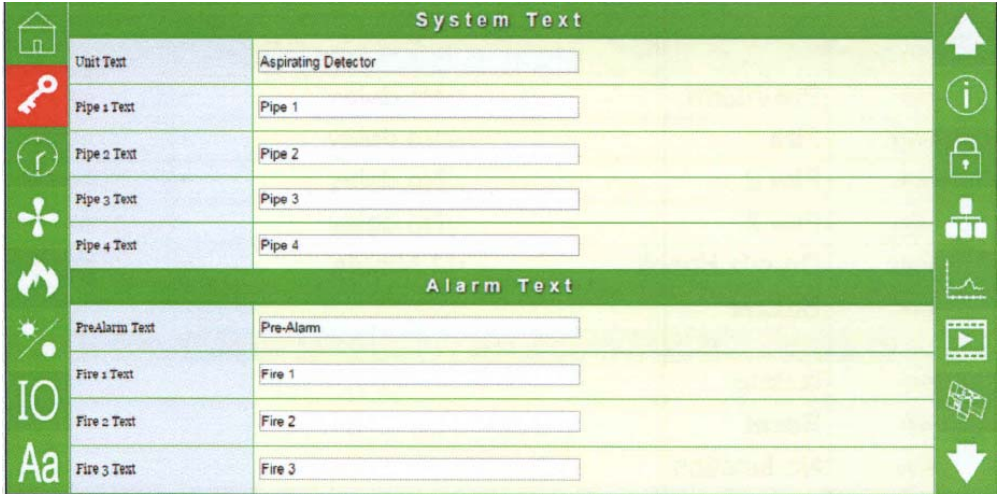 System Text
Unit Text Aspirating Detector
Pipe 1 Text Pipe 1
Pipe 2 Text Pipe 2
Pipe 3 Text Pipe 3
Pipe 4 Text Pipe 4
Alarm Text
PreAlarm Text Pre-Alarm
Fire 1 Text Fire 1
Fire 2 Text Fire 2
IO
Fire 3 Text Fire 3
Aa